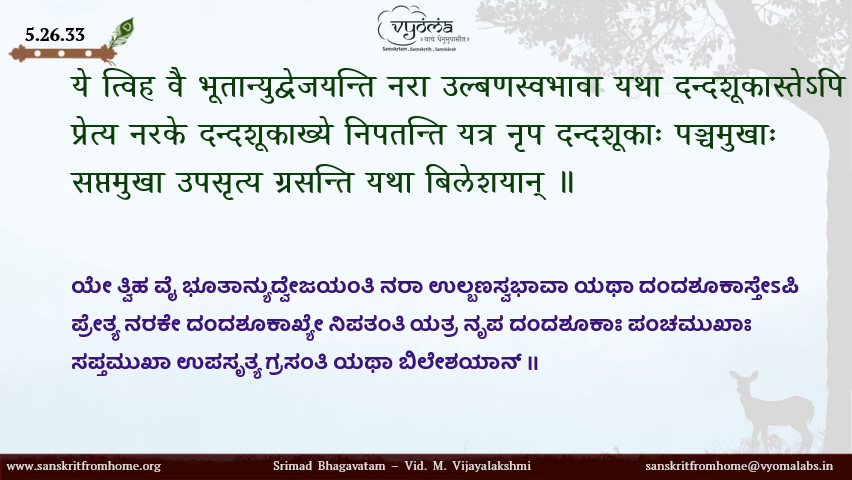 5.26.33
vyoma
॥ वाचं धेनुमुपासीत ॥
Samskrtam . Samskrtih . Samskarah
ये त्विह वै भूतान्युद्वेजयन्ति नरा उल्बणस्वभावा यथा दन्दशूकास्तेऽपि
प्रेत्य नरके दन्दशूकाख्ये निपतन्ति यत्र नृप दन्दशूकाः पञ्चमुखाः
सप्तमुखा उपसृत्य ग्रसन्ति यथा बिलेशयान् ॥
ಯೇ ತ್ವಿಹ ವೈ ಭೂತಾನ್ಯುದ್ವೇಜಯಂತಿ ನರಾ ಉಲ್ಬಣಸ್ವಭಾವಾ ಯಥಾ ದಂದಶೂಕಾಸ್ತೇಽಪಿ
ಪ್ರೇತ್ಯ ನರಕೇ ದಂದಶೂಕಾಖ್ಯೇ ನಿಪತಂತಿ ಯತ್ರ ನೃಪ ದಂದಶೂಕಾಃ ಪಂಚಮುಖಾಃ
ಸಪ್ತಮುಖಾ ಉಪಸೃತ್ಯ ಗ್ರಸಂತಿ ಯಥಾ ಬಿಲೇಶಯಾನ್ ॥
www.sanskritfromhome.org Srimad Bhagavatam – Vid. M. Vijayalakshmi sanskritfromhome@vyomalabs.in